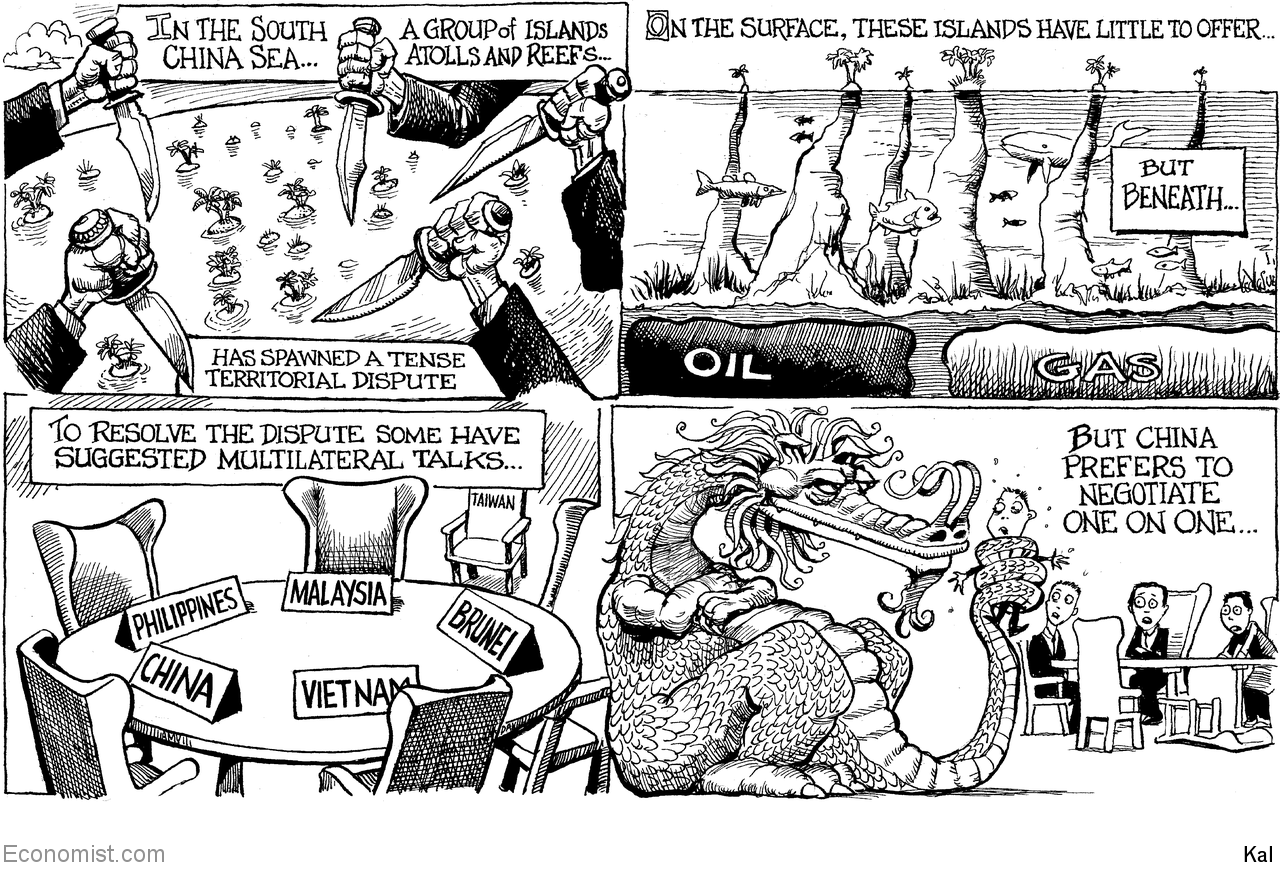 IN THE SOUTH
CHINA SEA...
A GROUP of ISLANDS
ATOLLS AND REEFS...
HAS SPAWNED A TENSE
TERRITORIAL DISPUTE
ON THE SURFACE, THESE ISLANDS HAVE LITTLE TO OFFER...
BUT
BENEATH...
OIL
GAS
TO RESOLVE THE DISPUTE SOME HAVE
SUGGESTED MULTILATERAL TALKS...
TAIWAN
MALAYSIA
PHILIPPINES
BRUNEI
CHINA
VIETNAM
BUT CHINA
PREFERS TO
NEGOTIATE
ONE ON ONE...
Economist.com
Kal